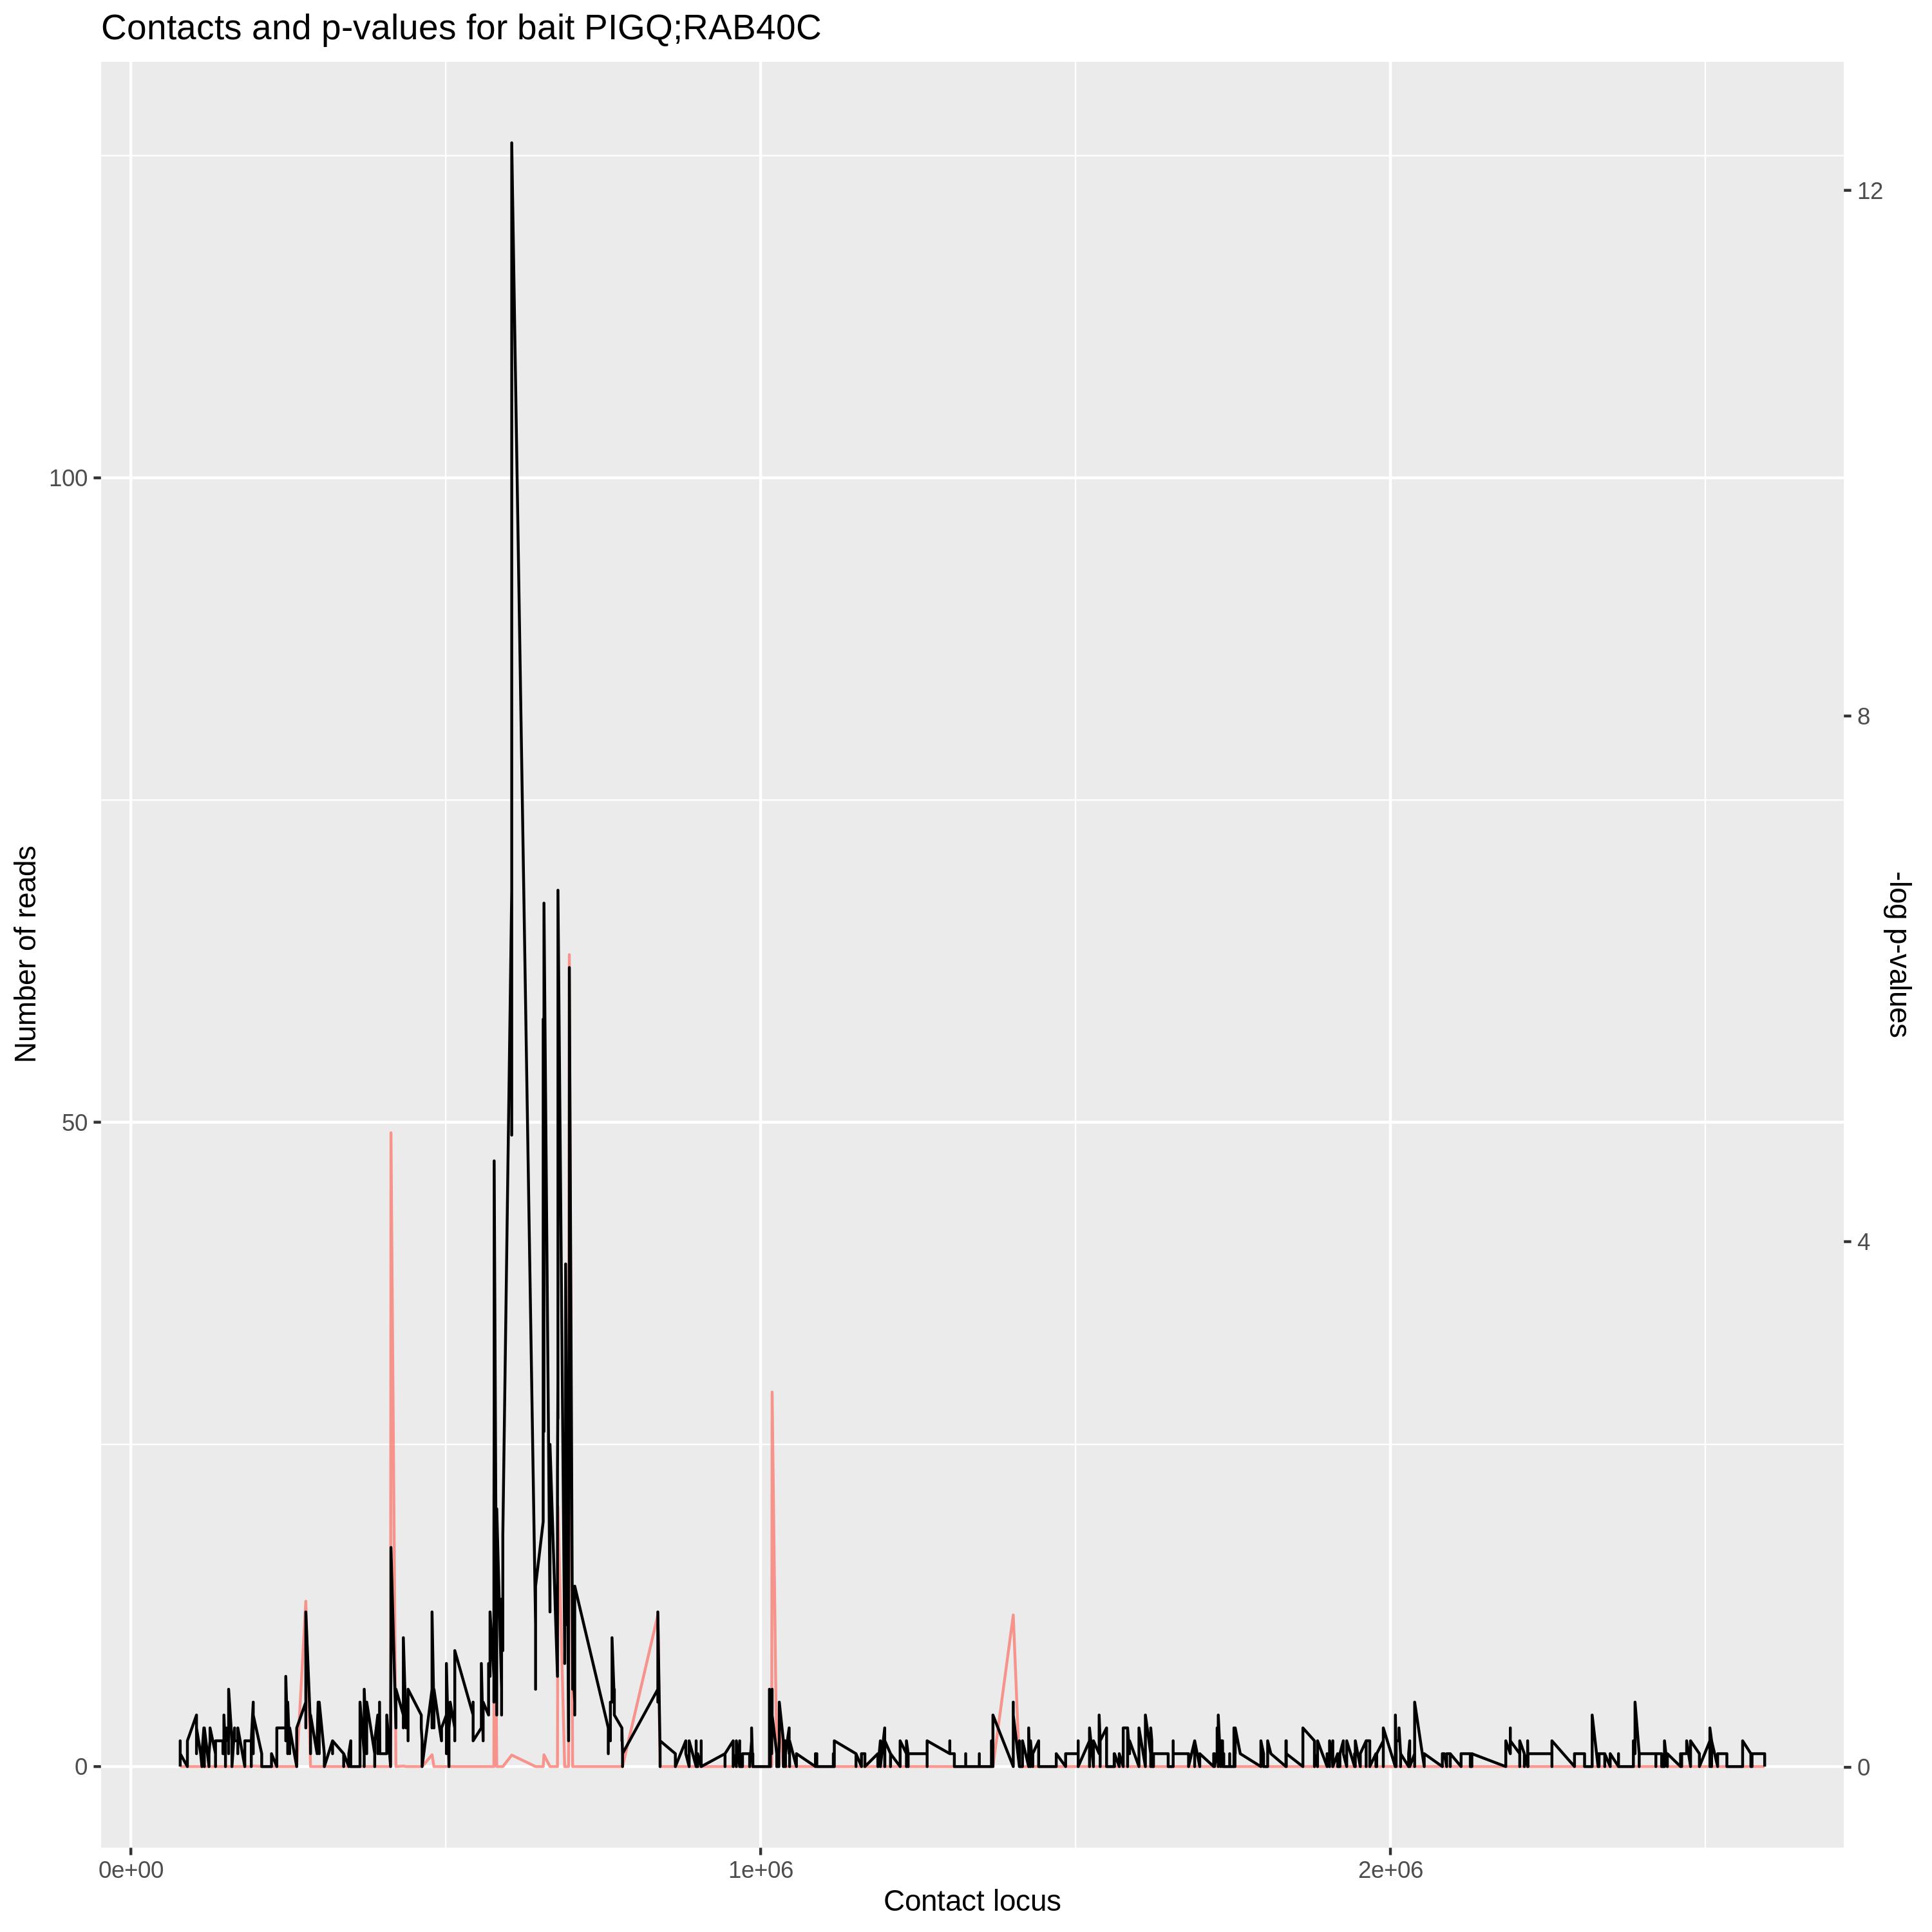 Contacts and p-values for bait PIGQ;RAB40C
Number of reads
100
50
0
12
8
4
0
-log p-values
0e+00
1e+06
2e+06
Contact locus